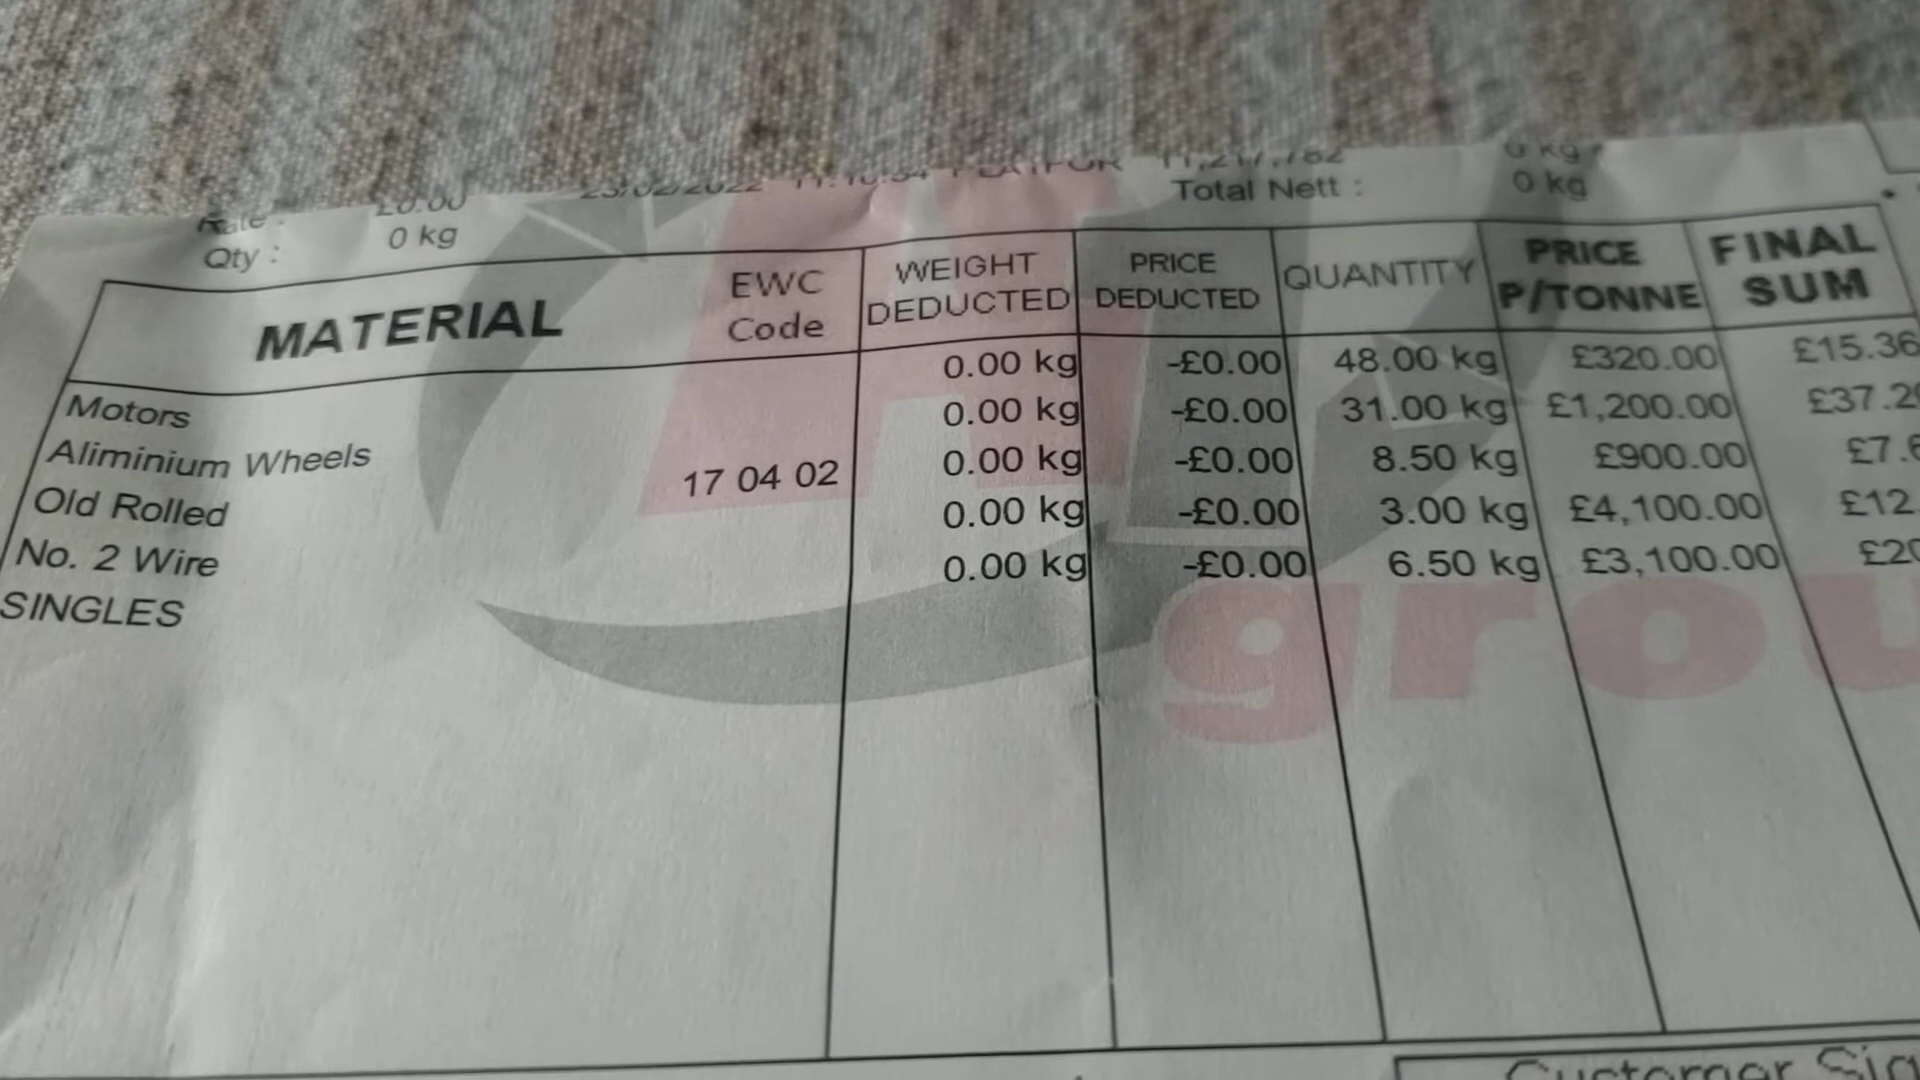 Rate : £0.00 23/02/2022 11:16:34
Qty : 0 kg Total Nett : 0 kg
MATERIAL EWC Code WEIGHT DEDUCTED PRICE DEDUCTED QUANTITY PRICE P/TONNE FINAL SUM
Motors 0.00 kg -£0.00 48.00 kg £320.00 £15.36
Aliminium Wheels 0.00 kg -£0.00 31.00 kg £1,200.00 £37.2
Old Rolled 17 04 02 0.00 kg -£0.00 8.50 kg £900.00 £7.6
No. 2 Wire 0.00 kg -£0.00 3.00 kg £4,100.00 £12.
SINGLES 0.00 kg -£0.00 6.50 kg £3,100.00 £20
grou
Customer Sig